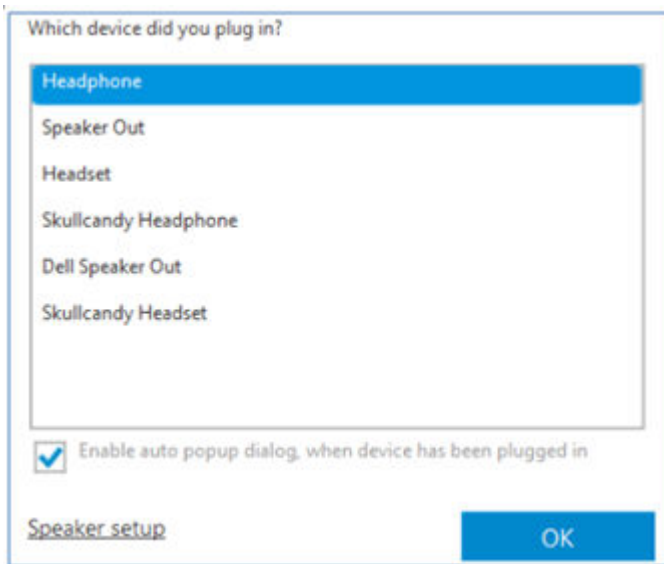 Which device did you plug in?
Headphone
Speaker Out
Headset
Skullcandy Headphone
Dell Speaker Out
Skullcandy Headset
Enable auto popup dialog, when device has been plugged in
Speaker setup
OK